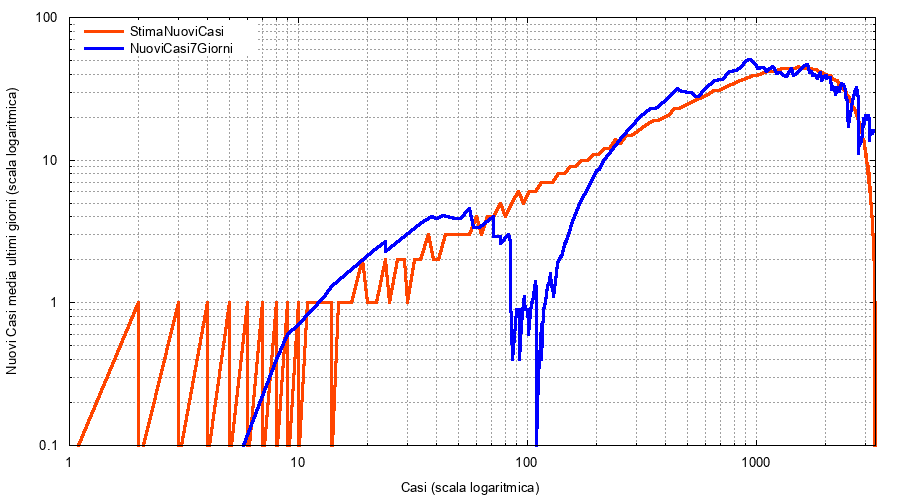 100
StimaNuoviCasi
NuoviCasi7Giorni
Nuovi Casi media ultimi giorni (scala logaritmica)
10
1
0.1
1
10
100
1000
Casi (scala logaritmica)